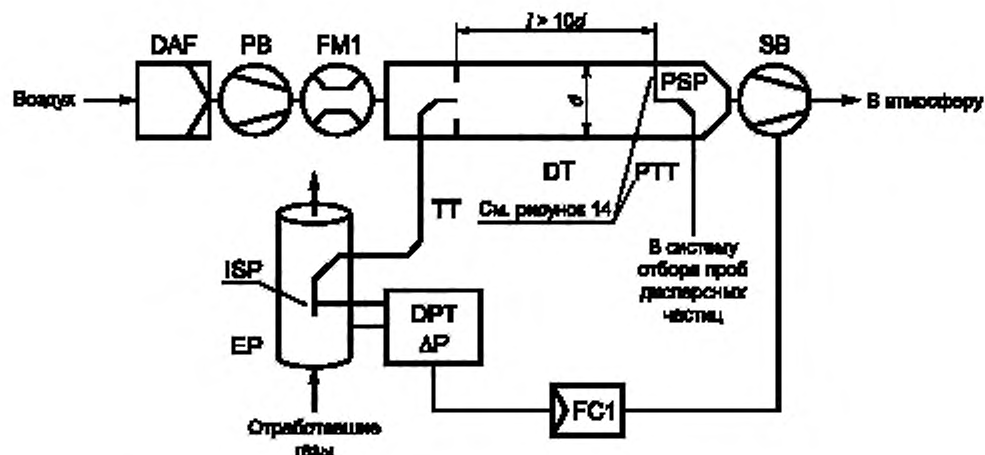 l > 10d
DAF
PB
FM1
SB
Воздух
PSP
d
В атмосферу
DT
PTT
TT
См. рисунок 14
В систему
отбора проб
дисперсных
частиц
ISP
DPT
ΔP
EP
FC1
Отработавшие
газы